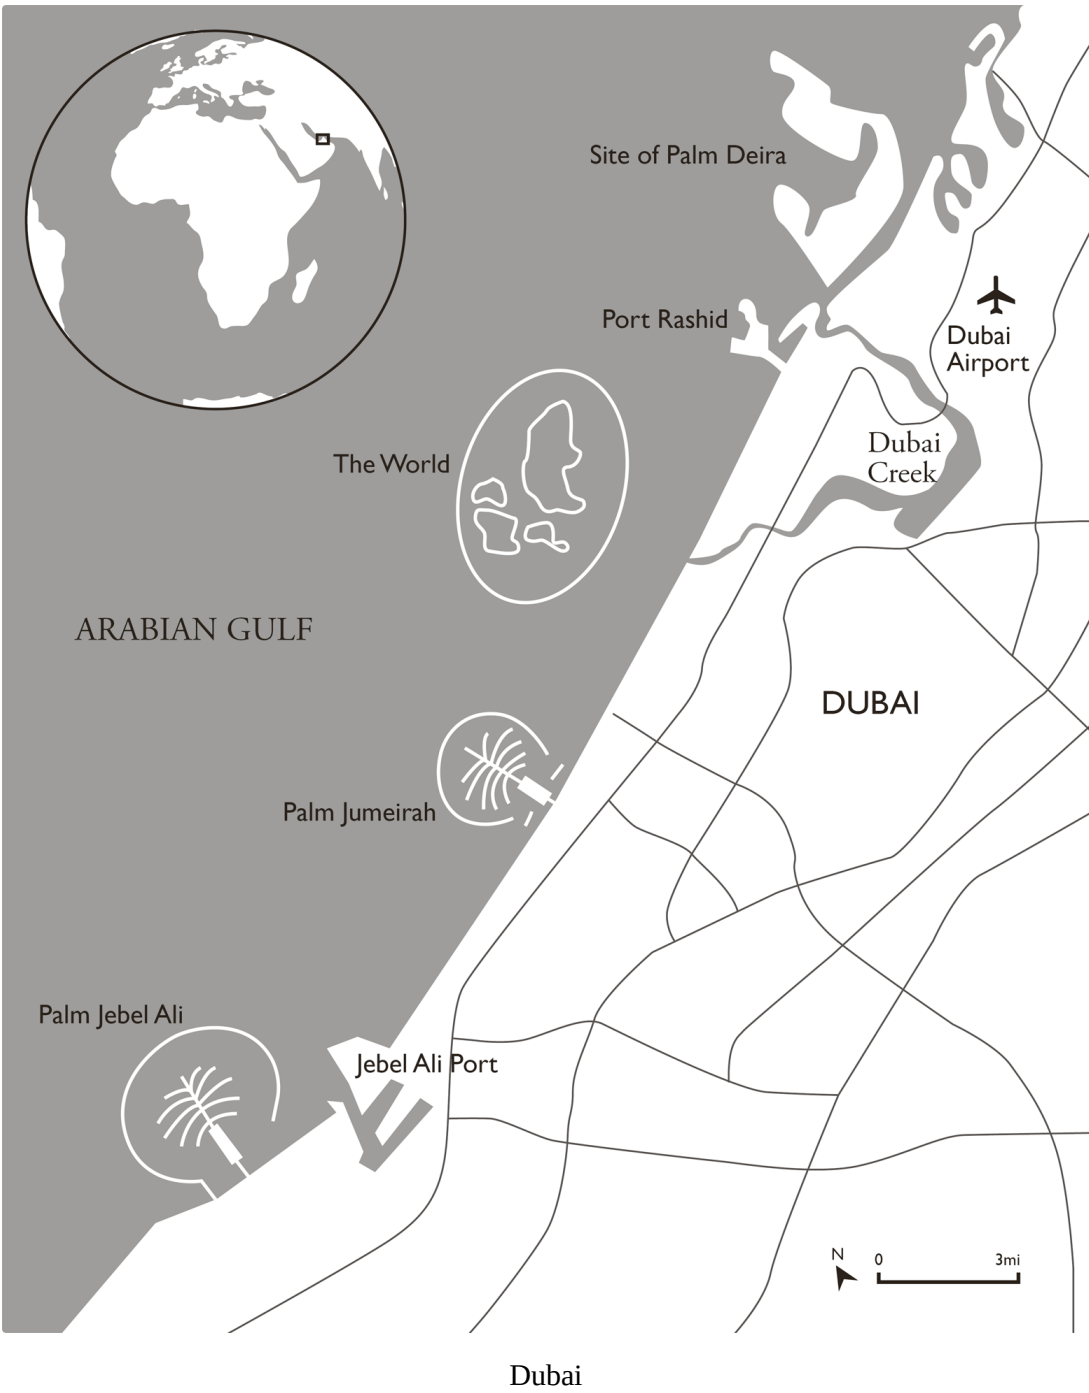 Site of Palm Deira
Port Rashid
Dubai
Airport
The World
Dubai
Creek
ARABIAN GULF
DUBAI
Palm Jumeirah
Palm Jebel Ali
Jebel Ali Port
N
0
3mi
Dubai